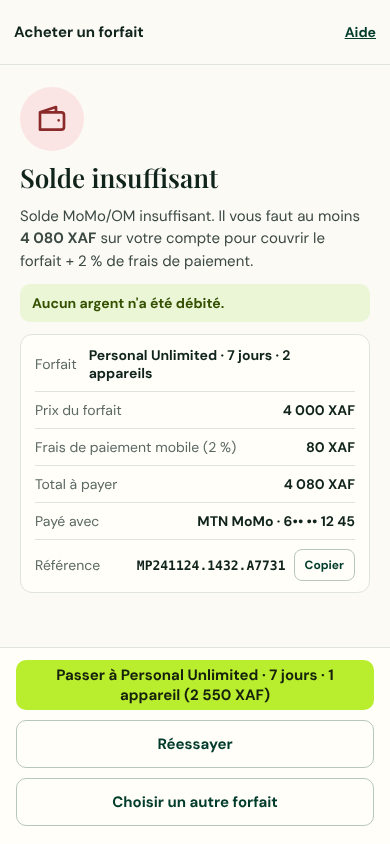 Acheter un forfait
Aide
Solde insuffisant
Solde MoMo/OM insuffisant. Il vous faut au moins
4 080 XAF sur votre compte pour couvrir le
forfait + 2 % de frais de paiement.
Aucun argent n'a été débité.
Forfait
Personal Unlimited · 7 jours · 2
appareils
Prix du forfait
4 000 XAF
Frais de paiement mobile (2 %)
80 XAF
Total à payer
4 080 XAF
Payé avec
MTN MoMo · 6•• •• 12 45
Référence
MP241124.1432.A7731
Copier
Passer à Personal Unlimited · 7 jours · 1
appareil (2 550 XAF)
Réessayer
Choisir un autre forfait